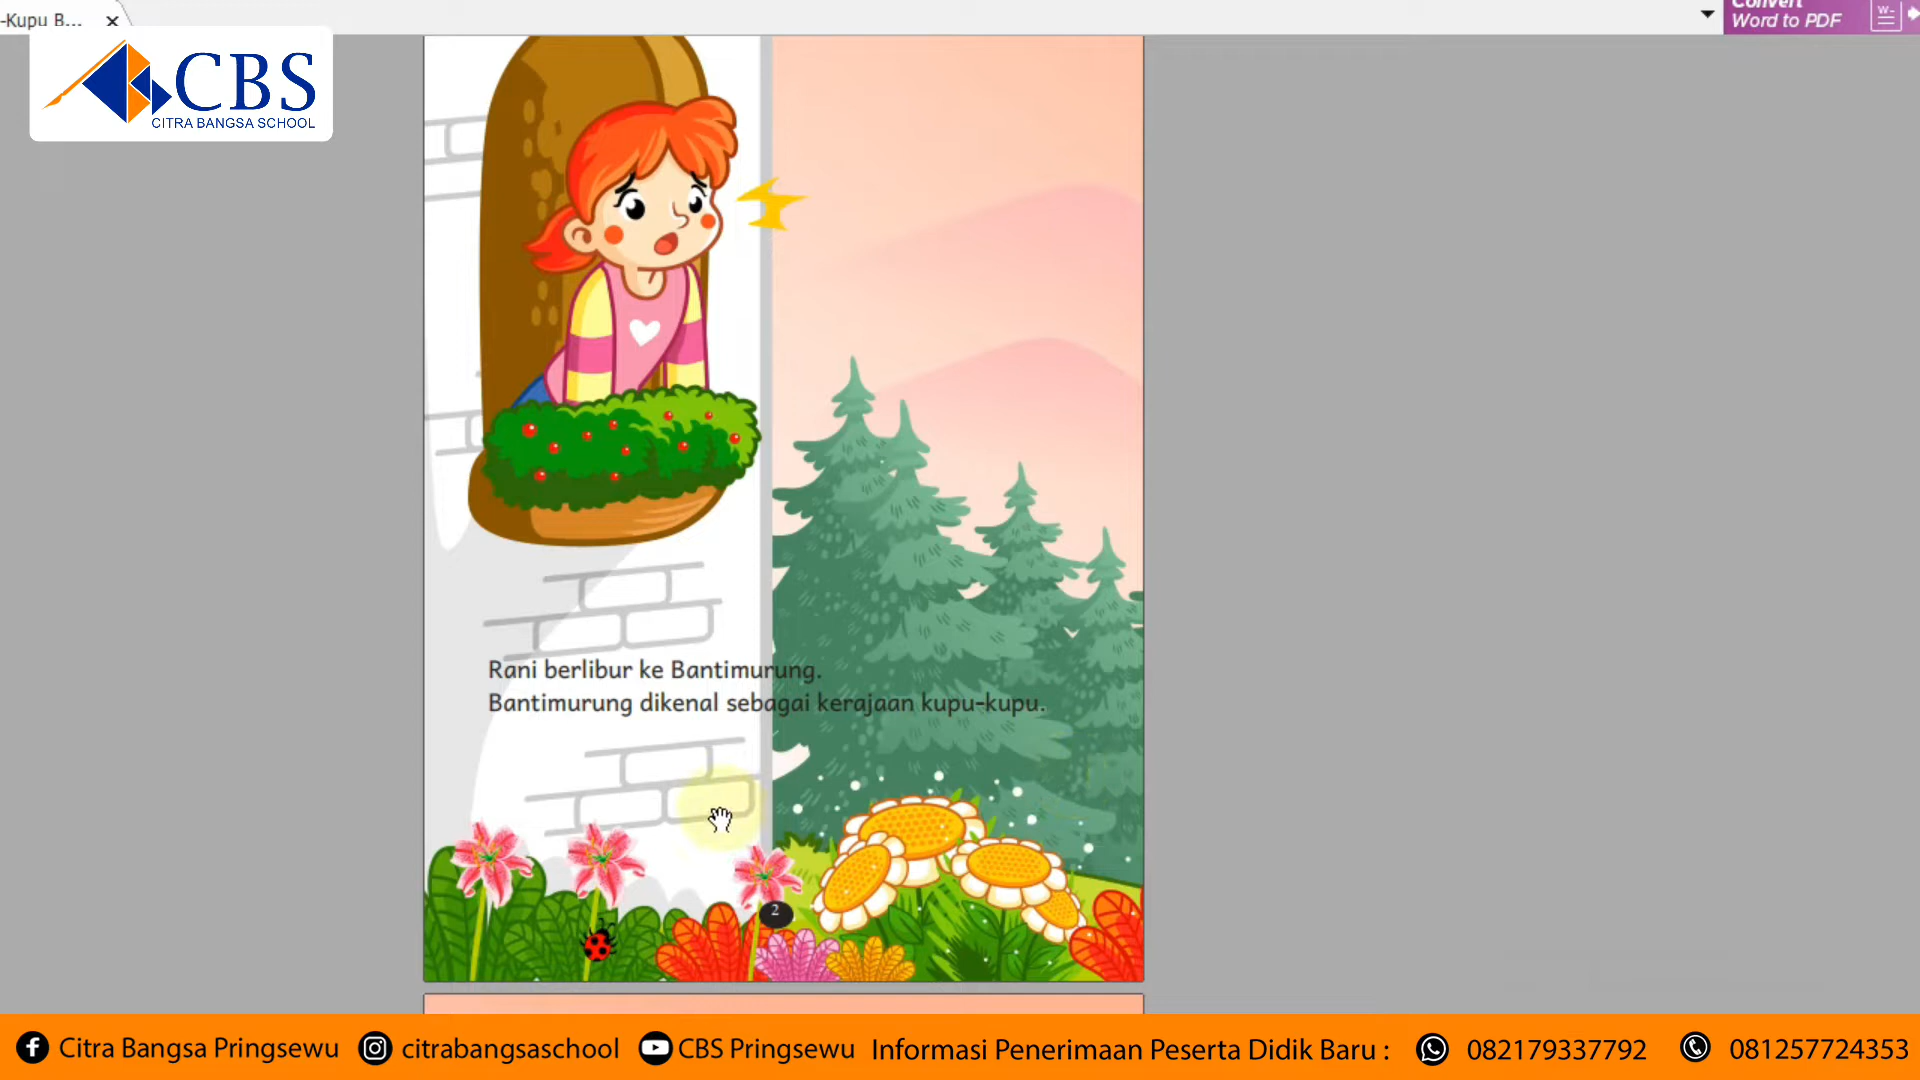 -Kupu B...
Convert
Word to PDF
W
CBS
CITRA BANGSA SCHOOL
Rani berlibur ke Bantimurung.
Bantimurung dikenal sebagai kerajaan kupu-kupu.
2
Citra Bangsa Pringsewu citrabangsaschool CBS Pringsewu Informasi Penerimaan Peserta Didik Baru : 082179337792 081257724353